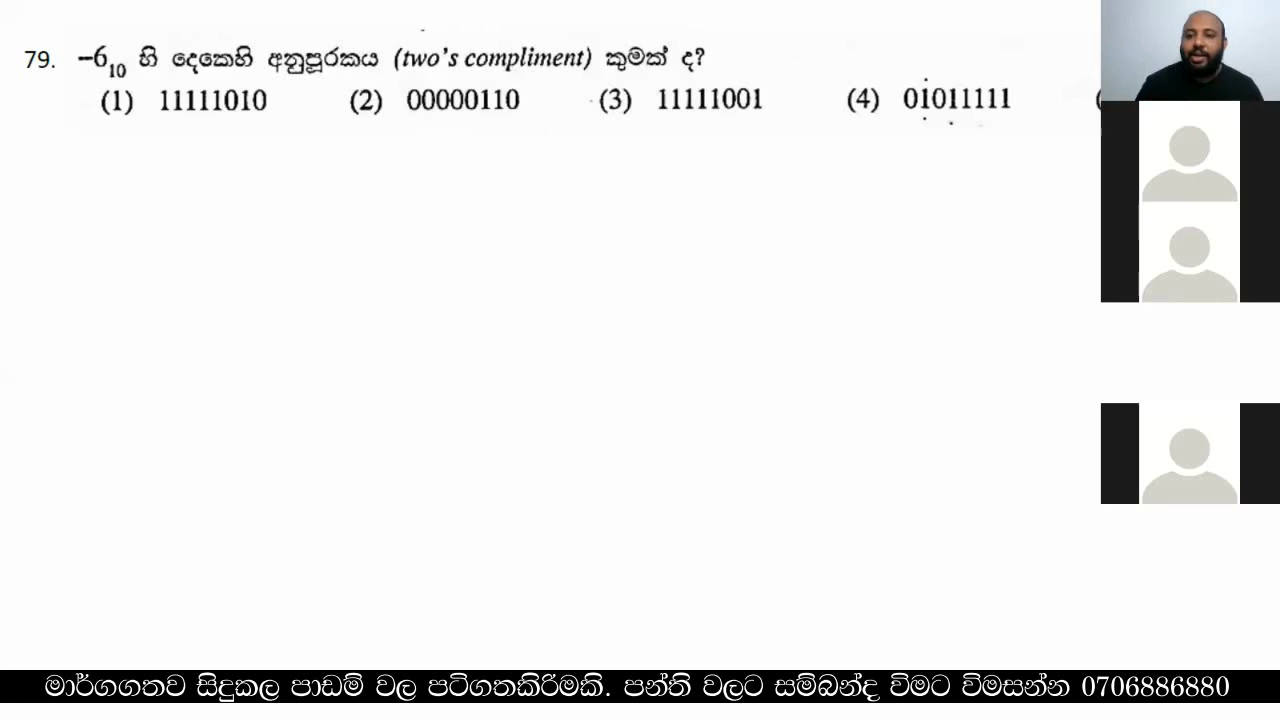 79. −6₁₀ හි දෙකෙහි අනුපූරකය (two's compliment) කුමක් ද?
(1) 11111010 (2) 00000110 (3) 11111001 (4) 01011111
මාර්ගගතව සිදුකල පාඩම් වල පටිගතකිරිමකි. පන්ති වලට සම්බන්ද විමට විමසන්න 0706886880